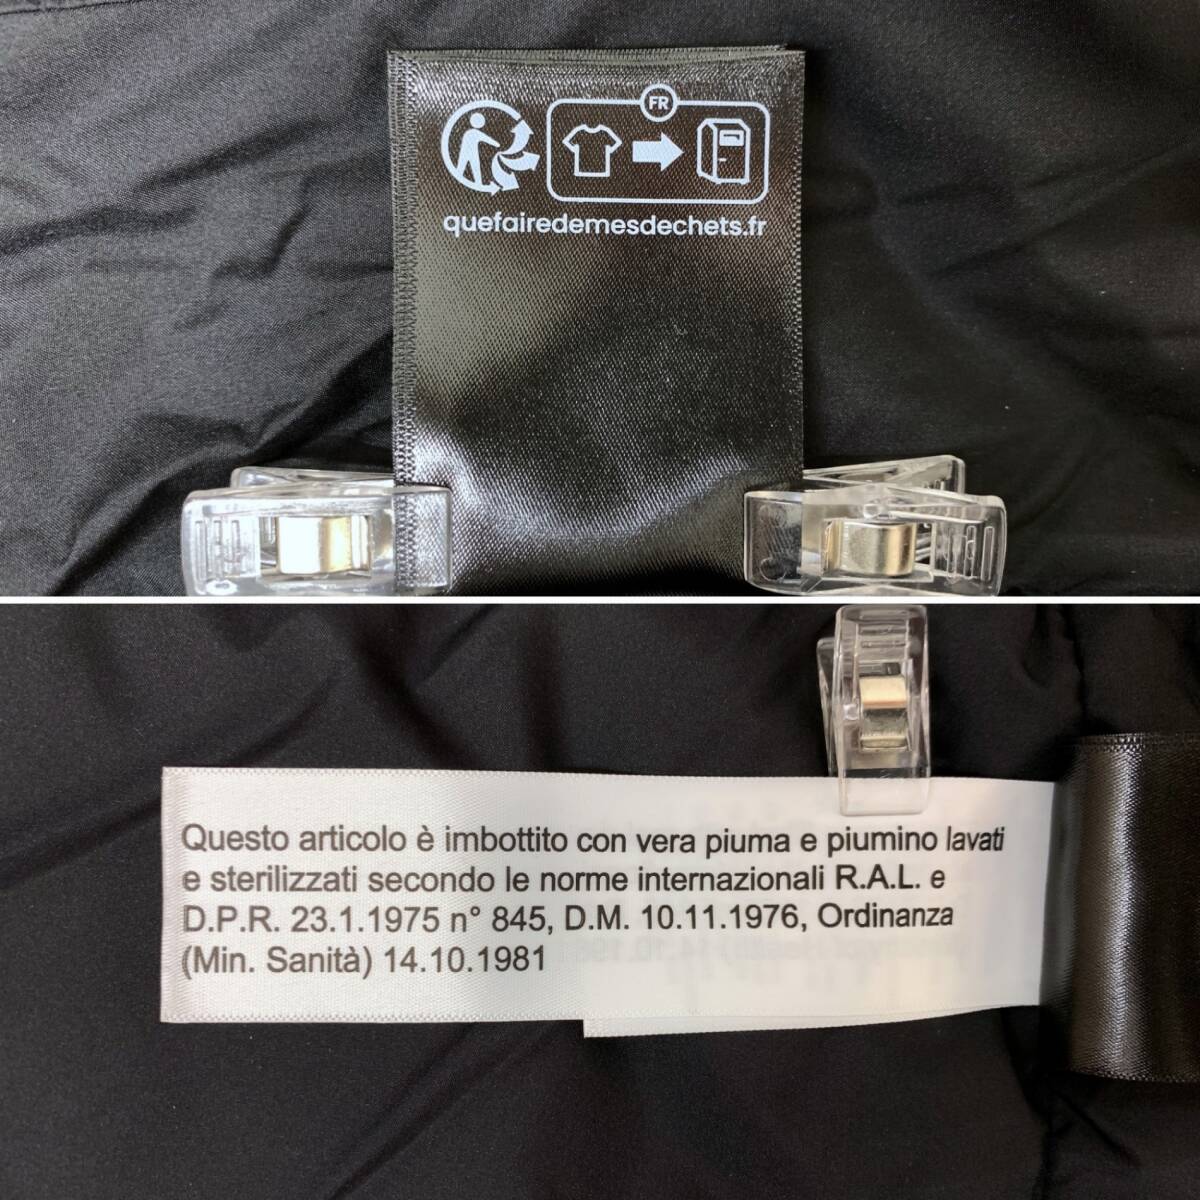 FR
quefairedemesdechets.fr
Questo articolo è imbottito con vera piuma e piumino lavati
e sterilizzati secondo le norme internazionali R.A.L. e
D.P.R. 23.1.1975 n° 845, D.M. 10.11.1976, Ordinanza
(Min. Sanità) 14.10.1981